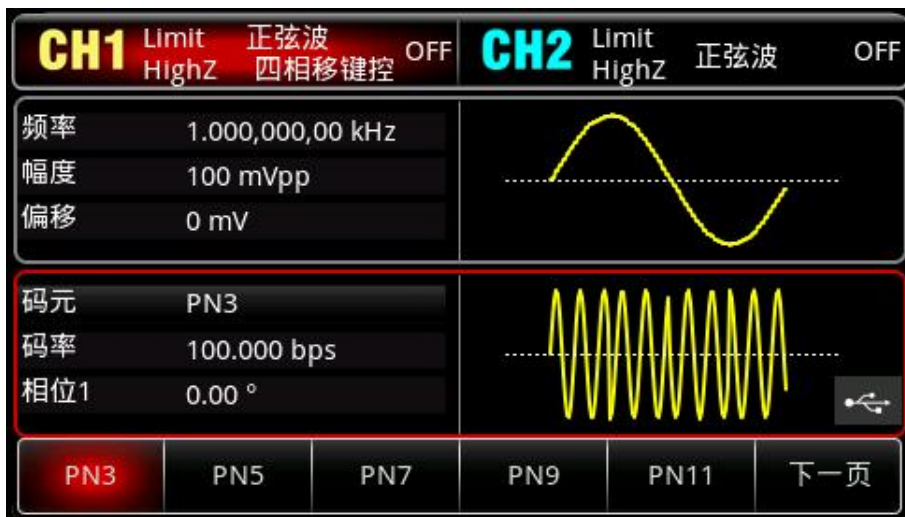 CH1 Limit 正弦波 OFF CH2 Limit 正弦波 OFF
HighZ 四相移键控 HighZ
频率 1.000,000,00 kHz
幅度 100 mVpp
偏移 0 mV
码元 PN3
码率 100.000 bps
相位1 0.00 °
PN3 PN5 PN7 PN9 PN11 下一页